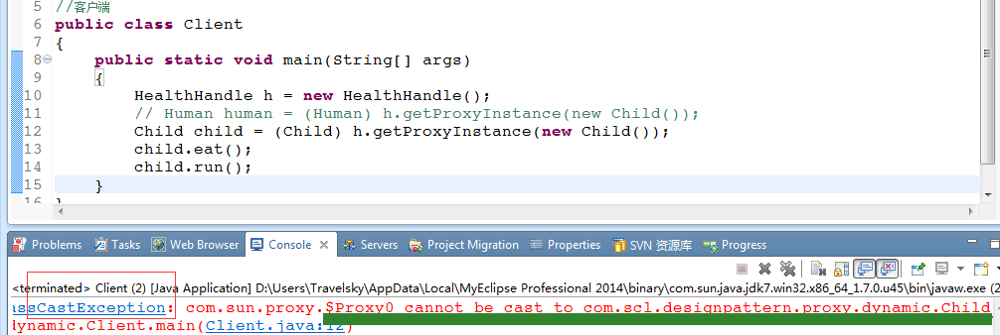 5 //客户端
6 public class Client
7 {
8 public static void main(String[] args)
9 {
10 HealthHandle h = new HealthHandle();
11 // Human human = (Human) h.getProxyInstance(new Child());
12 Child child = (Child) h.getProxyInstance(new Child());
13 child.eat();
14 child.run();
15 }
16 }
Problems Tasks Web Browser Console Servers Project Migration Properties SVN 资源库 Progress
<terminated> Client (2) [Java Application] D:\Users\Travelsky\AppData\Local\MyEclipse Professional 2014\binary\com.sun.java.jdk7.win32.x86_64_1.7.0.u45\bin\javaw.exe (2
assCastException: com.sun.proxy.$Proxy0 cannot be cast to com.scl.designpattern.proxy.dynamic.Child
dynamic.Client.main(Client.java:12)